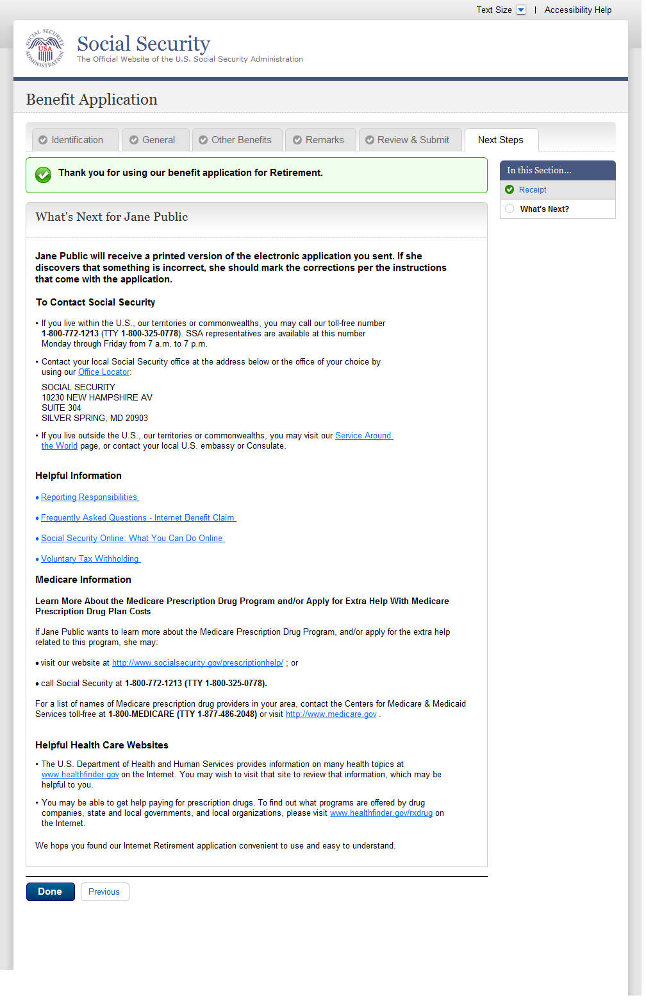 Text Size | Accessibility Help
SOCIAL SECURITY ADMINISTRATION
USA
Social Security
The Official Website of the U.S. Social Security Administration
Benefit Application
Identification General Other Benefits Remarks Review & Submit Next Steps
Thank you for using our benefit application for Retirement.
In this Section...
Receipt
What's Next?
What's Next for Jane Public
Jane Public will receive a printed version of the electronic application you sent. If she
discovers that something is incorrect, she should mark the corrections per the instructions
that come with the application.
To Contact Social Security
• If you live within the U.S., our territories or commonwealths, you may call our toll-free number
1-800-772-1213 (TTY 1-800-325-0778). SSA representatives are available at this number
Monday through Friday from 7 a.m. to 7 p.m.
• Contact your local Social Security office at the address below or the office of your choice by
using our Office Locator:
SOCIAL SECURITY
10230 NEW HAMPSHIRE AV
SUITE 304
SILVER SPRING, MD 20903
• If you live outside the U.S., our territories or commonwealths, you may visit our Service Around
the World page, or contact your local U.S. embassy or Consulate.
Helpful Information
• Reporting Responsibilities
• Frequently Asked Questions - Internet Benefit Claim
• Social Security Online: What You Can Do Online
• Voluntary Tax Withholding
Medicare Information
Learn More About the Medicare Prescription Drug Program and/or Apply for Extra Help With Medicare
Prescription Drug Plan Costs
If Jane Public wants to learn more about the Medicare Prescription Drug Program, and/or apply for the extra help
related to this program, she may:
• visit our website at http://www.socialsecurity.gov/prescriptionhelp/ ; or
• call Social Security at 1-800-772-1213 (TTY 1-800-325-0778).
For a list of names of Medicare prescription drug providers in your area, contact the Centers for Medicare & Medicaid
Services toll-free at 1-800-MEDICARE (TTY 1-877-486-2048) or visit http://www.medicare.gov .
Helpful Health Care Websites
• The U.S. Department of Health and Human Services provides information on many health topics at
www.healthfinder.gov on the Internet. You may wish to visit that site to review that information, which may be
helpful to you.
• You may be able to get help paying for prescription drugs. To find out what programs are offered by drug
companies, state and local governments, and local organizations, please visit www.healthfinder.gov/rxdrug on
the Internet.
We hope you found our Internet Retirement application convenient to use and easy to understand.
Done Previous